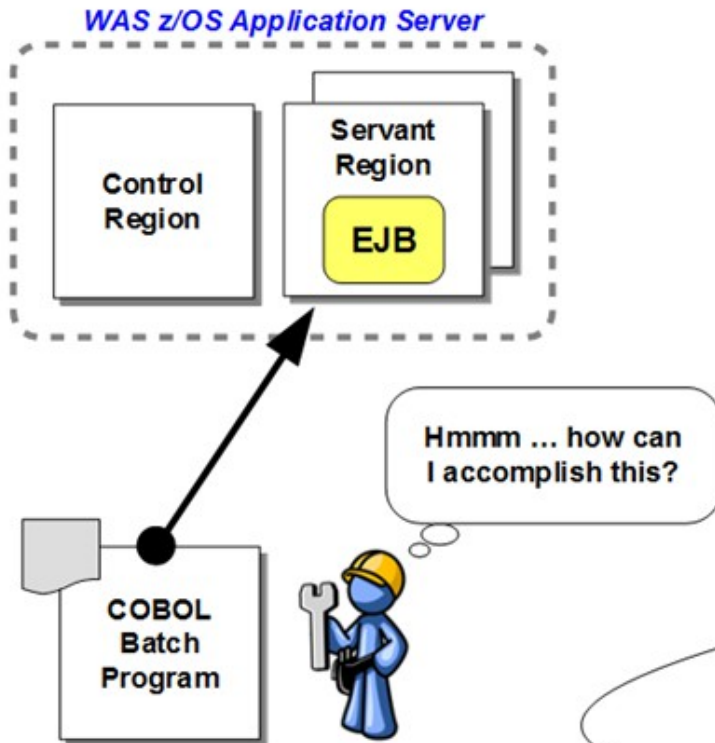 WAS z/OS Application Server
Control
Region
Servant
Region
EJB
Hmmm ... how can
I accomplish this?
COBOL
Batch
Program